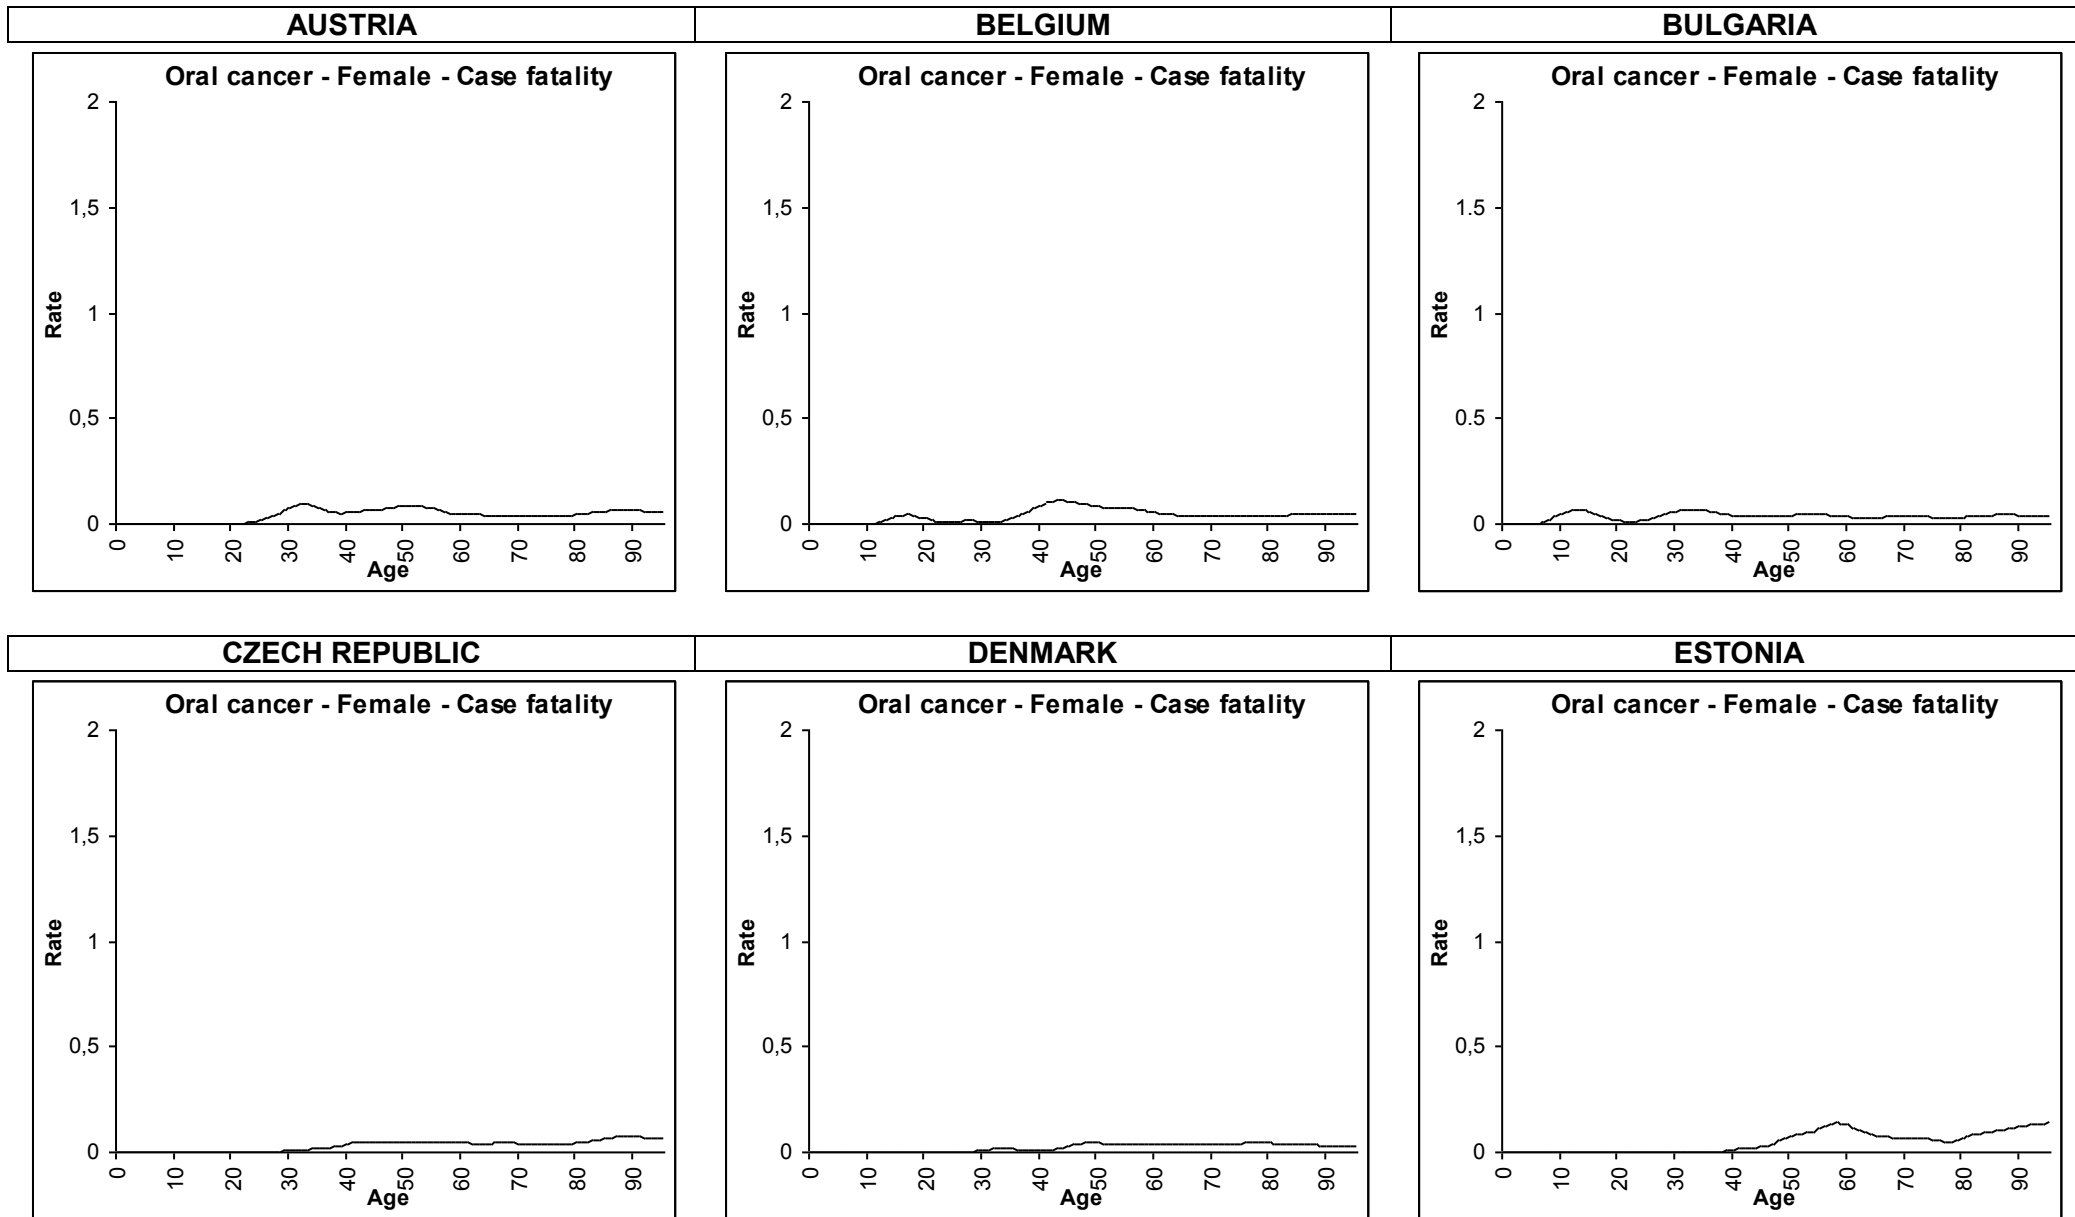 AUSTRIA BELGIUM BULGARIA
Oral cancer - Female - Case fatality
2
1,5
1
0,5
0
Rate
0 10 20 30 40 50 60 70 80 90
Age
Oral cancer - Female - Case fatality
2
1,5
1
0,5
0
Rate
0 10 20 30 40 50 60 70 80 90
Age
Oral cancer - Female - Case fatality
2
1.5
1
0.5
0
Rate
0 10 20 30 40 50 60 70 80 90
Age
CZECH REPUBLIC DENMARK ESTONIA
Oral cancer - Female - Case fatality
2
1,5
1
0,5
0
Rate
0 10 20 30 40 50 60 70 80 90
Age
Oral cancer - Female - Case fatality
2
1,5
1
0,5
0
Rate
0 10 20 30 40 50 60 70 80 90
Age
Oral cancer - Female - Case fatality
2
1,5
1
0,5
0
Rate
0 10 20 30 40 50 60 70 80 90
Age